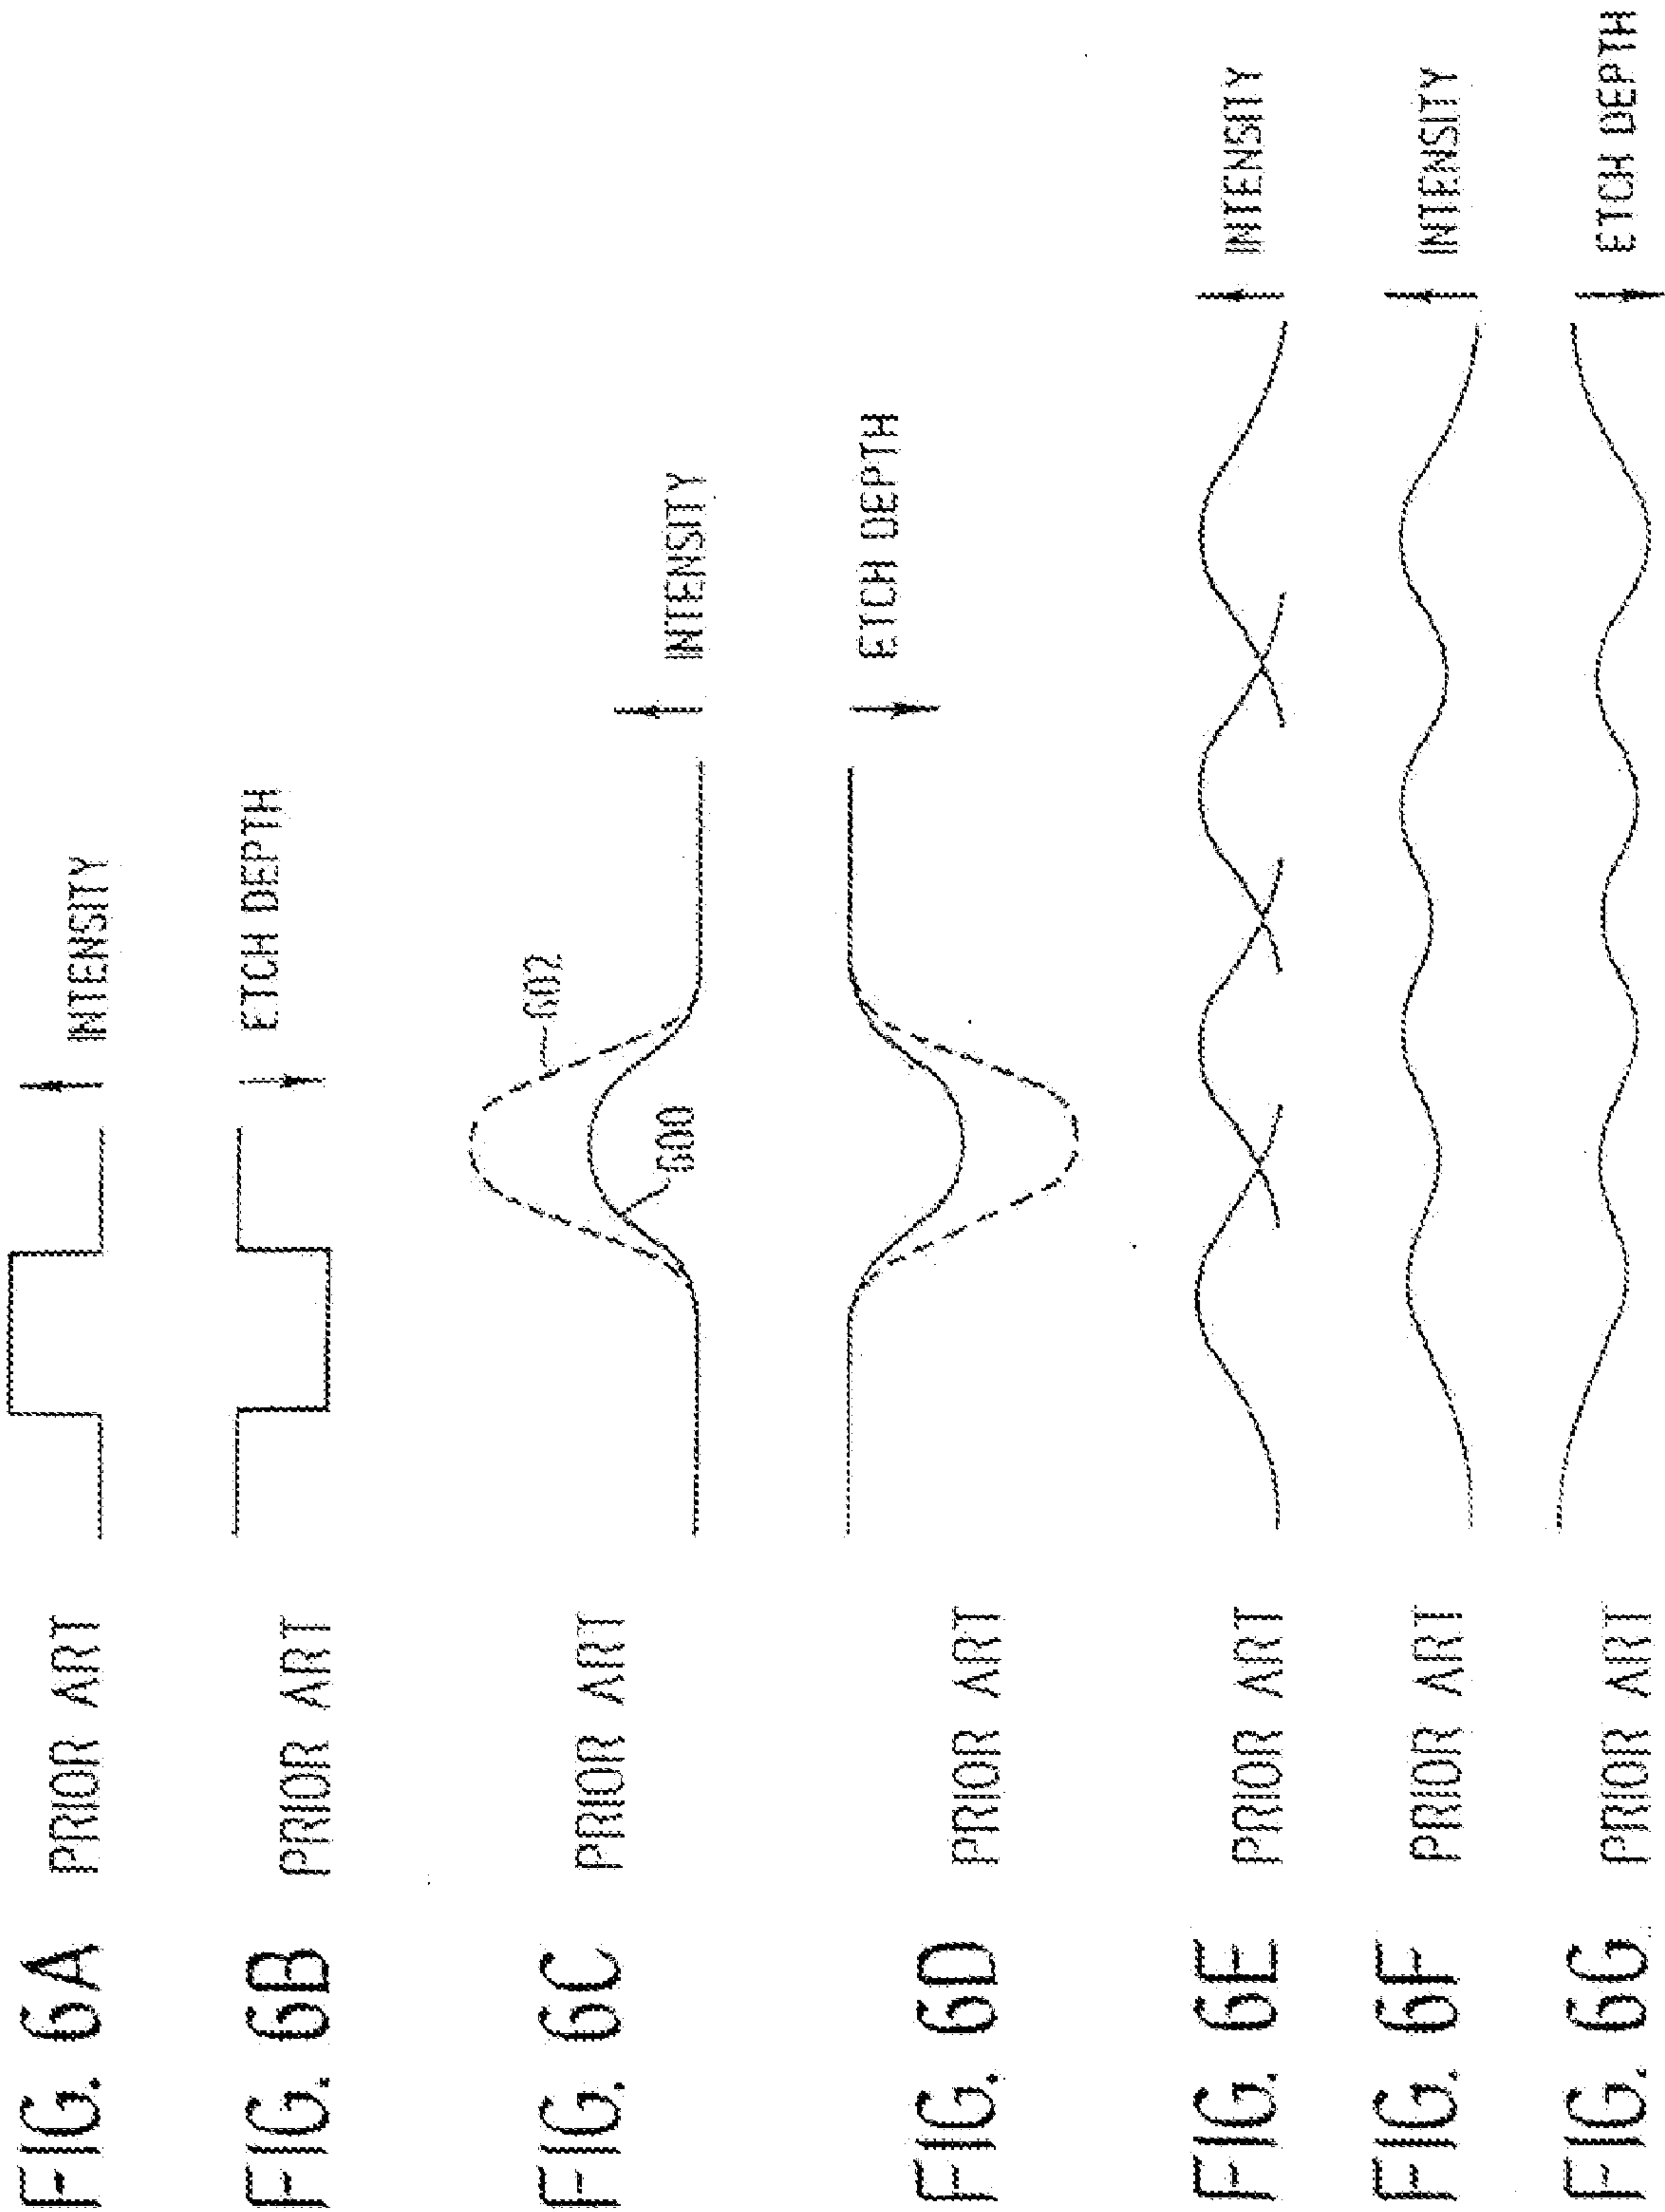 FIG. 6A PRIOR ART INTENSITY
FIG. 6B PRIOR ART ETCH DEPTH
FIG. 6C PRIOR ART 600 602 INTENSITY
FIG. 6D PRIOR ART ETCH DEPTH
FIG. 6E PRIOR ART INTENSITY
FIG. 6F PRIOR ART INTENSITY
FIG. 6G PRIOR ART ETCH DEPTH